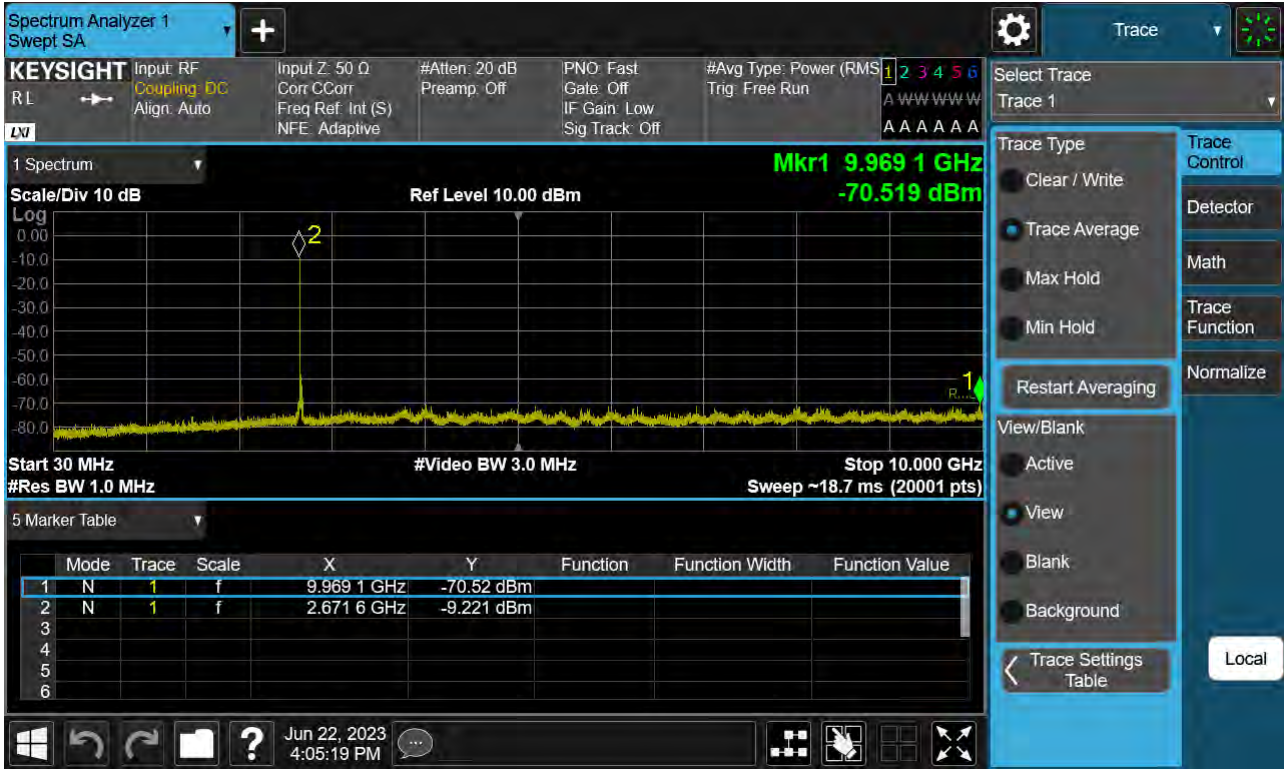 Spectrum Analyzer 1
Swept SA
+
Trace
KEYSIGHT
RL
LXI
Input: RF
Coupling: DC
Align: Auto
Input Z: 50 Ω
Corr CCorr
Freq Ref: Int (S)
NFE: Adaptive
#Atten: 20 dB
Preamp: Off
PNO: Fast
Gate: Off
IF Gain: Low
Sig Track: Off
#Avg Type: Power (RMS
Trig: Free Run
1 2 3 4 5 6
A W W W W W
A A A A A A
Select Trace
Trace 1
1 Spectrum
Mkr1 9.969 1 GHz
Scale/Div 10 dB
Ref Level 10.00 dBm
-70.519 dBm
Log
0.00
-10.0
-20.0
-30.0
-40.0
-50.0
-60.0
-70.0
-80.0
2
1
Start 30 MHz
#Video BW 3.0 MHz
Stop 10.000 GHz
#Res BW 1.0 MHz
Sweep ~18.7 ms (20001 pts)
5 Marker Table
Mode Trace Scale X Y Function Function Width Function Value
1 N 1 f 9.969 1 GHz -70.52 dBm
2 N 1 f 2.671 6 GHz -9.221 dBm
3
4
5
6
Trace Type
Clear / Write
Trace Average
Max Hold
Min Hold
Restart Averaging
View/Blank
Active
View
Blank
Background
Trace Settings
Table
Trace
Control
Detector
Math
Trace
Function
Normalize
Local
?
Jun 22, 2023
4:05:19 PM